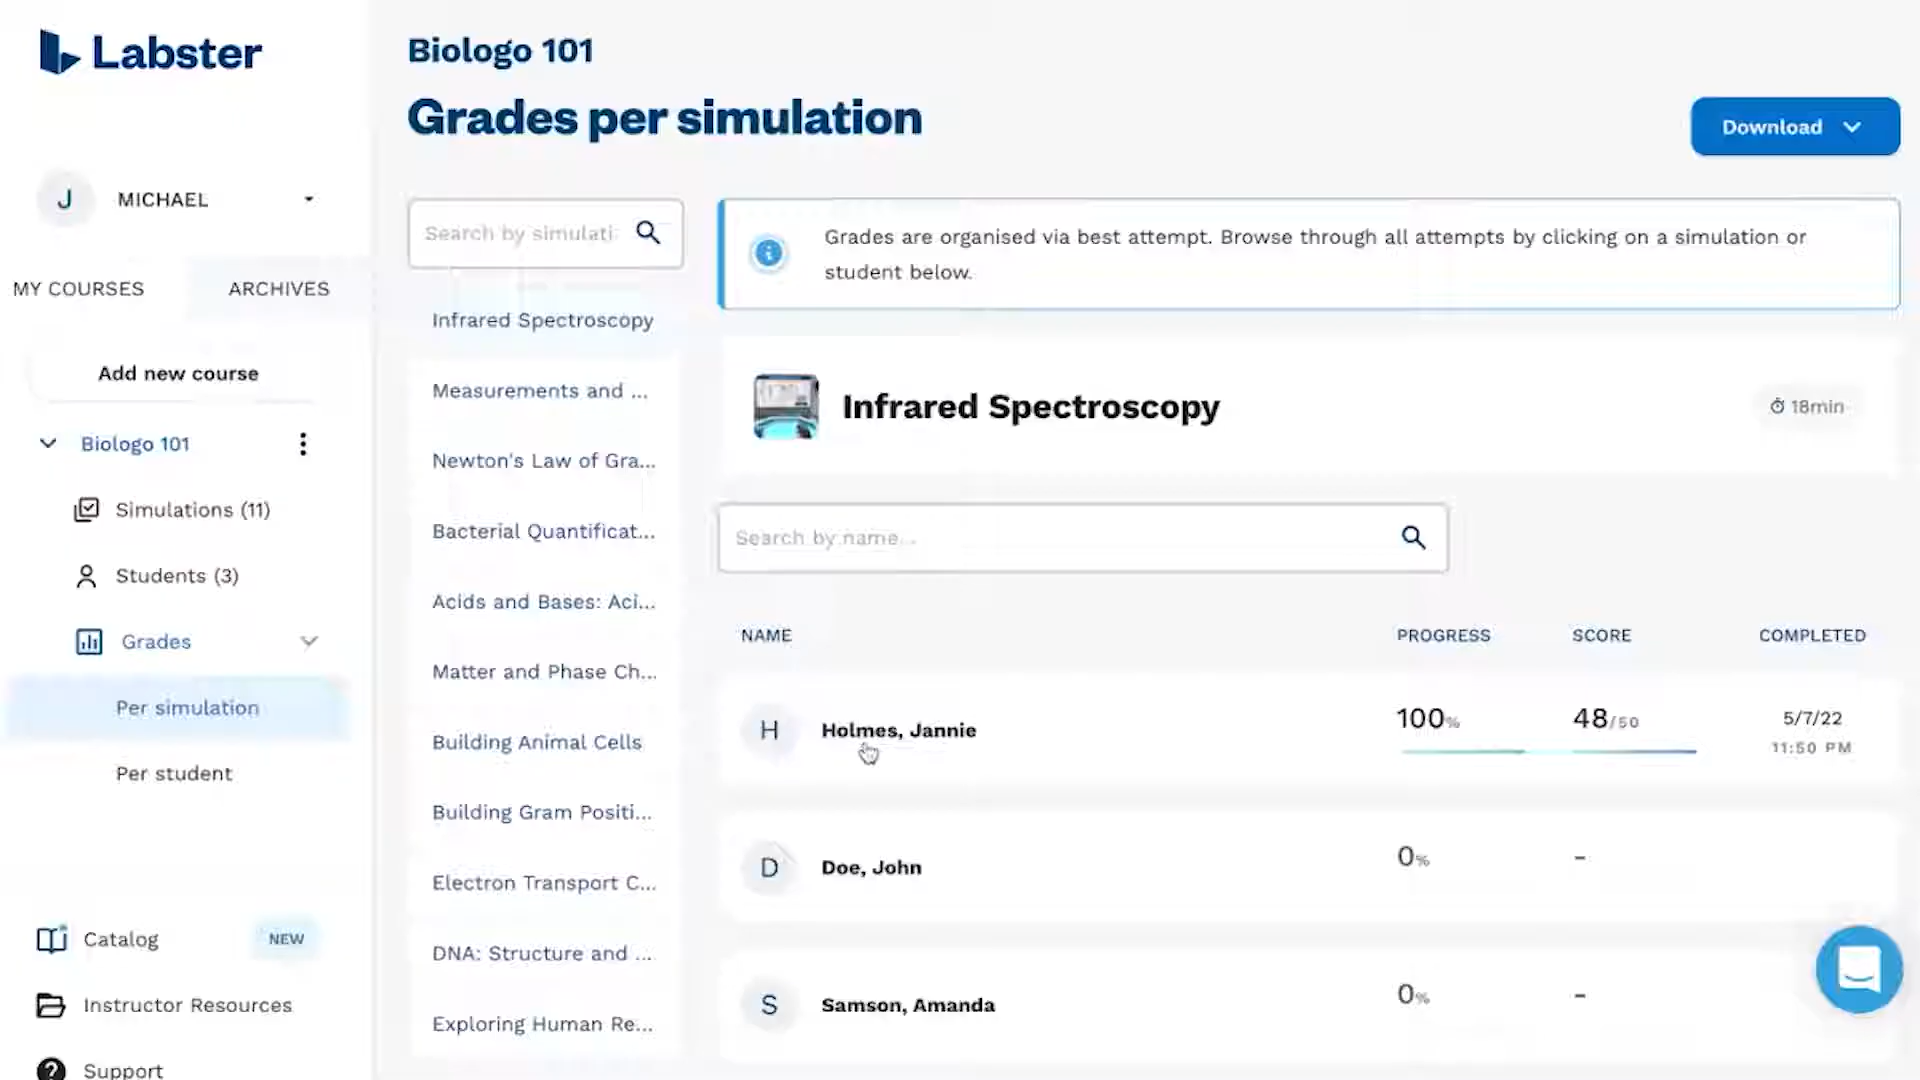 Labster
J
MICHAEL
MY COURSES
ARCHIVES
Add new course
Biologo 101
Simulations (11)
Students (3)
Grades
Per simulation
Per student
Catalog
NEW
Instructor Resources
Support
Biologo 101
Grades per simulation
Download
Search by simulati
Infrared Spectroscopy
Measurements and ...
Newton's Law of Gra...
Bacterial Quantificat...
Acids and Bases: Aci...
Matter and Phase Ch...
Building Animal Cells
Building Gram Positi...
Electron Transport C...
DNA: Structure and ...
Exploring Human Re...
Grades are organised via best attempt. Browse through all attempts by clicking on a simulation or
student below.
Infrared Spectroscopy
18min
Search by name...
NAME
PROGRESS
SCORE
COMPLETED
H
Holmes, Jannie
100%
48/50
5/7/22
11:50 PM
D
Doe, John
0%
-
S
Samson, Amanda
0%
-